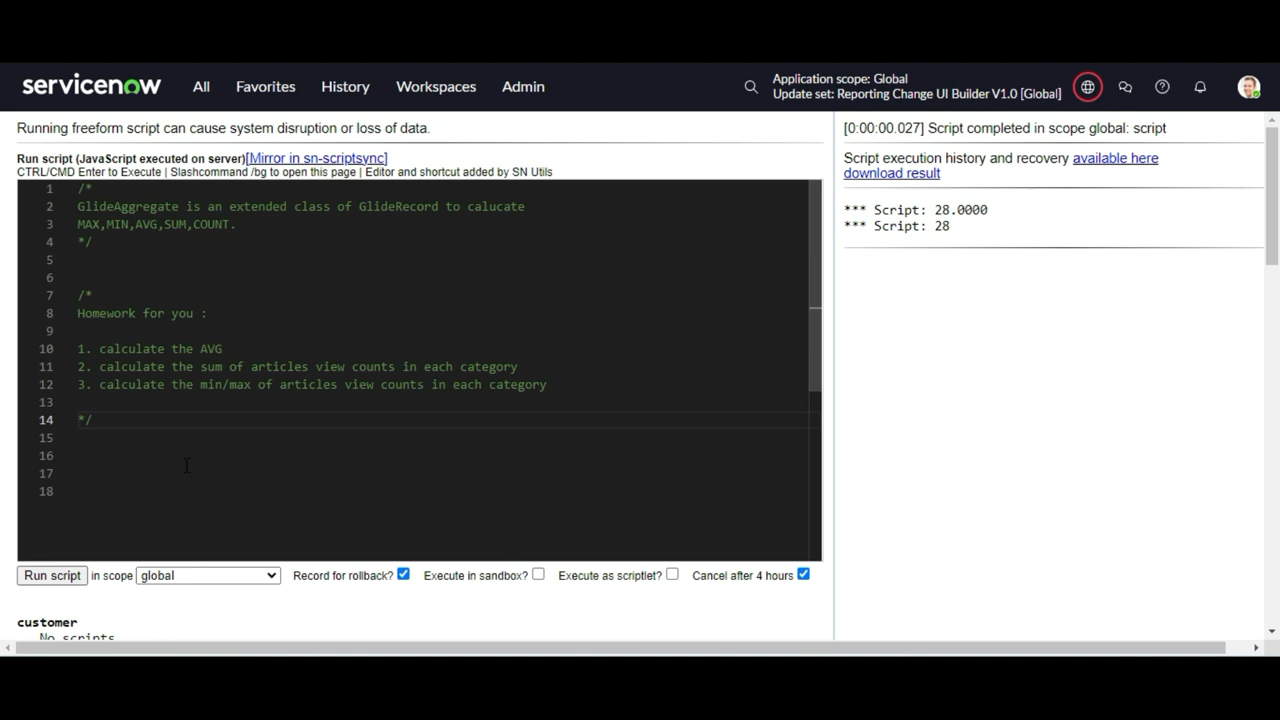 servicenow All Favorites History Workspaces Admin
Application scope: Global
Update set: Reporting Change UI Builder V1.0 [Global]
Running freeform script can cause system disruption or loss of data.
Run script (JavaScript executed on server)[Mirror in sn-scriptsync]
CTRL/CMD Enter to Execute | Slashcommand /bg to open this page | Editor and shortcut added by SN Utils
1 /*
2 GlideAggregate is an extended class of GlideRecord to calucate
3 MAX,MIN,AVG,SUM,COUNT.
4 */
5
6
7 /*
8 Homework for you :
9
10 1. calculate the AVG
11 2. calculate the sum of articles view counts in each category
12 3. calculate the min/max of articles view counts in each category
13
14 */
15
16
17
18
Run script in scope global Record for rollback? Execute in sandbox? Execute as scriptlet? Cancel after 4 hours
customer
No scripts
[0:00:00.027] Script completed in scope global: script
Script execution history and recovery available here
download result
*** Script: 28.0000
*** Script: 28